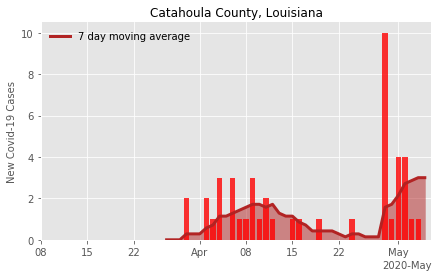 Catahoula County, Louisiana
7 day moving average
New Covid-19 Cases
10
8
6
4
2
0
08 15 22 Apr 08 15 22 May
2020-May